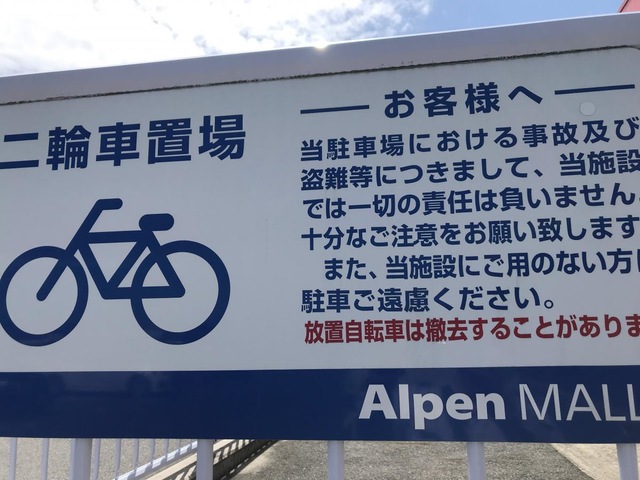 二輪車置場
お客様へ
当駐車場における事故及び
盗難等につきまして、当施設
では一切の責任は負いません。
十分なご注意をお願い致します
また、当施設にご用のない方は
駐車ご遠慮ください。
放置自転車は撤去することがありま
Alpen MALL